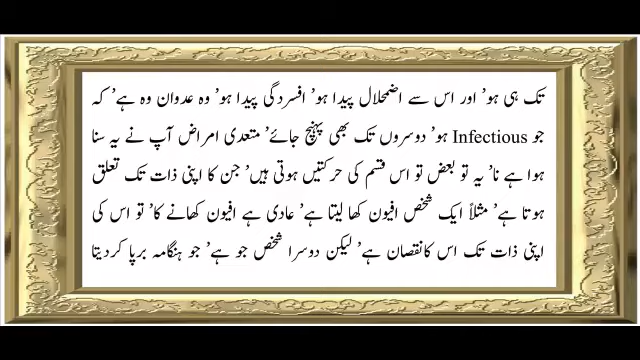 تک ہی ہو’ اور اس سے اضمحلال پیدا ہو’ افسردگی پیدا ہو’ وہ عدوان وہ ہے’ کہ
جو Infectious ہو’ دوسروں تک بھی پہنچ جائے’ متعدی امراض آپ نے یہ سنا
ہوا ہے نا’ یہ تو بعض تو اس قسم کی حرکتیں ہوتی ہیں’ جن کا اپنی ذات تک تعلق
ہوتا ہے’ مثلاً ایک شخص افیون کھا لیتا ہے’ عادی ہے افیون کھانے کا’ تو اس کی
اپنی ذات تک اس کا نقصان ہے’ لیکن دوسرا شخص جو ہے’ جو ہنگامہ برپا کردیتا